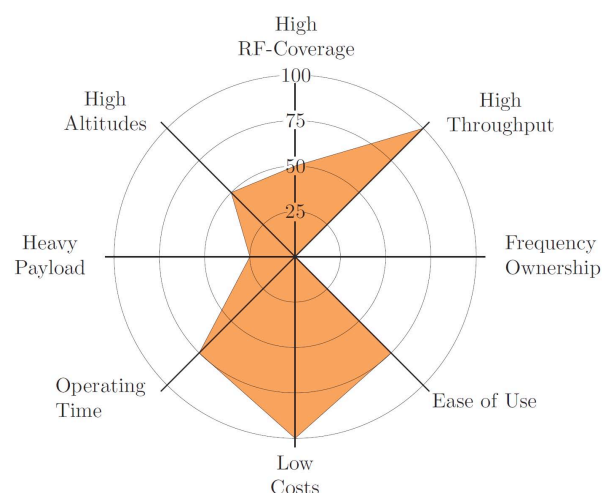 High
RF-Coverage
100
High
Altitudes
High
Throughput
75
50
25
Heavy
Payload
Frequency
Ownership
Operating
Time
Ease of Use
Low
Costs